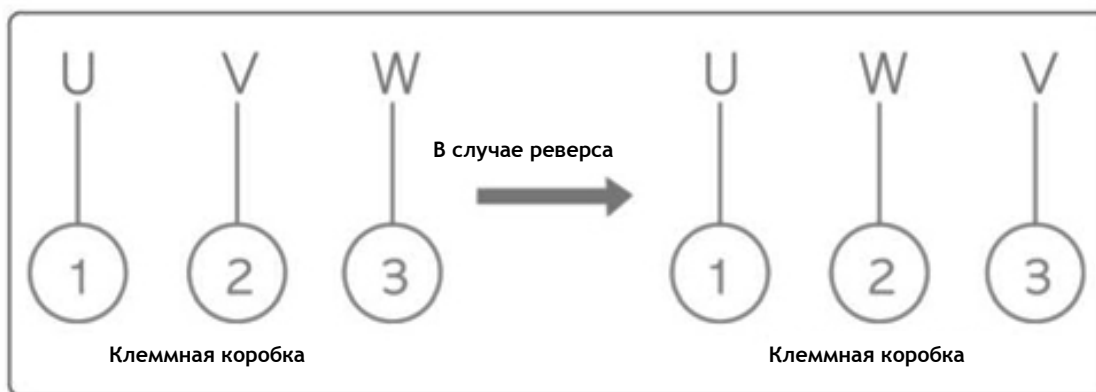 U V W U W V
В случае реверса
1 2 3 1 2 3
Клеммная коробка Клеммная коробка